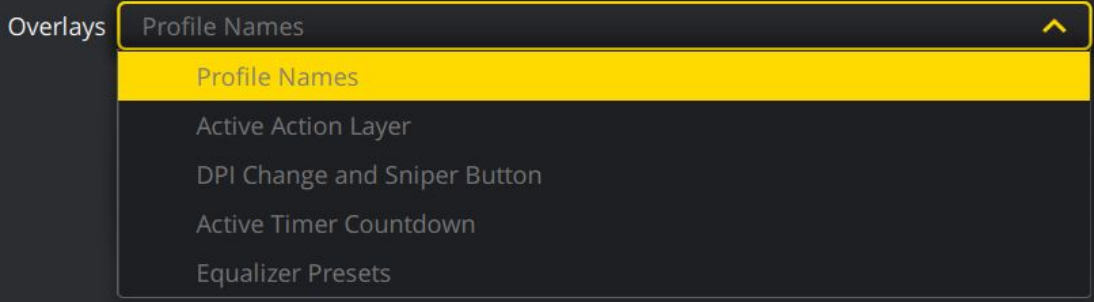 Overlays Profile Names
Profile Names
Active Action Layer
DPI Change and Sniper Button
Active Timer Countdown
Equalizer Presets